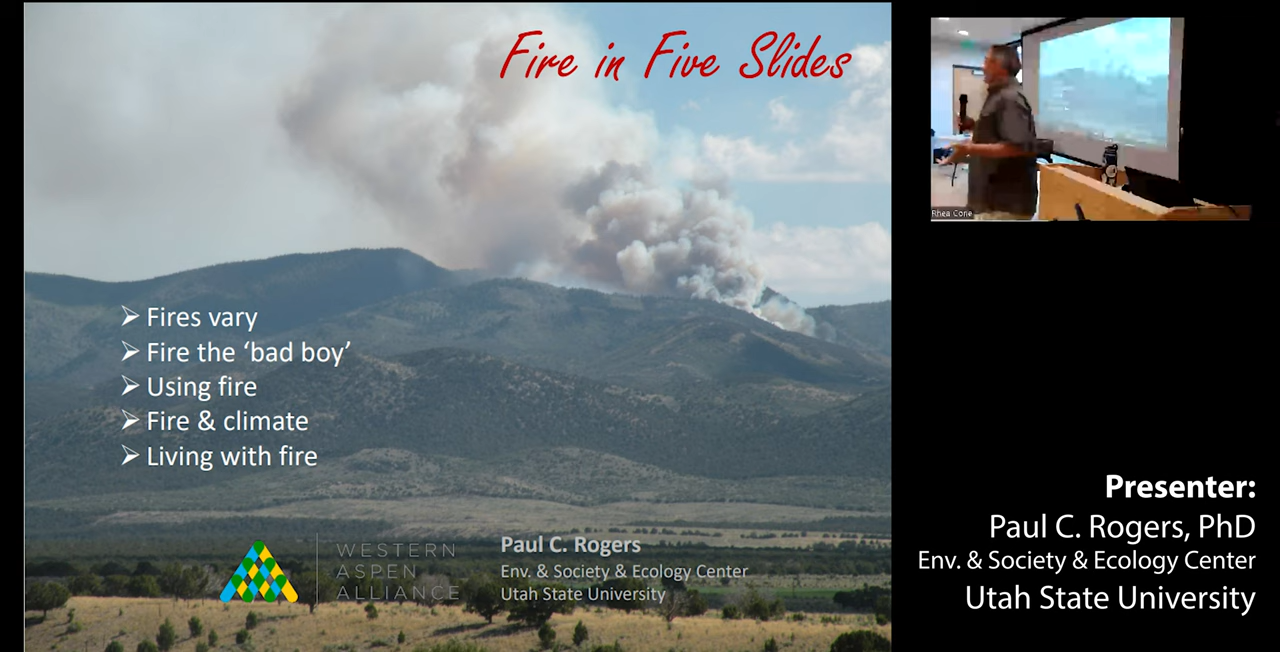 Fire in Five Slides
Fires vary
Fire the ‘bad boy’
Using fire
Fire & climate
Living with fire
WESTERN
ASPEN
ALLIANCE
Paul C. Rogers
Env. & Society & Ecology Center
Utah State University
Rhea Cone
Presenter:
Paul C. Rogers, PhD
Env. & Society & Ecology Center
Utah State University